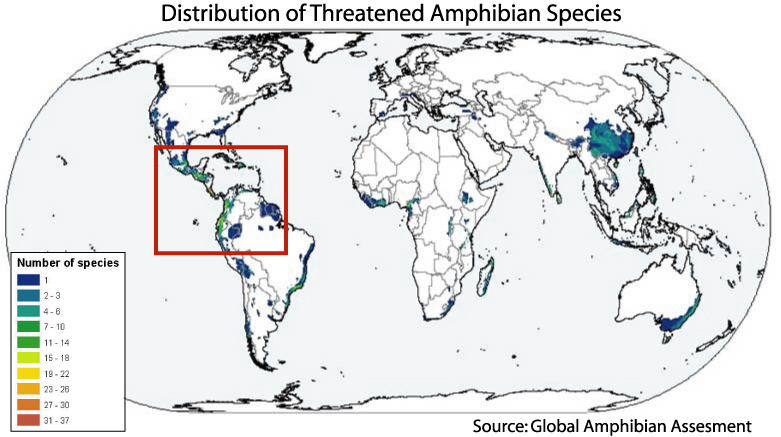 Distribution of Threatened Amphibian Species
Number of species
1
2 - 3
4 - 6
7 - 10
11 - 14
15 - 18
19 - 22
23 - 26
27 - 30
31 - 37
Source: Global Amphibian Assesment